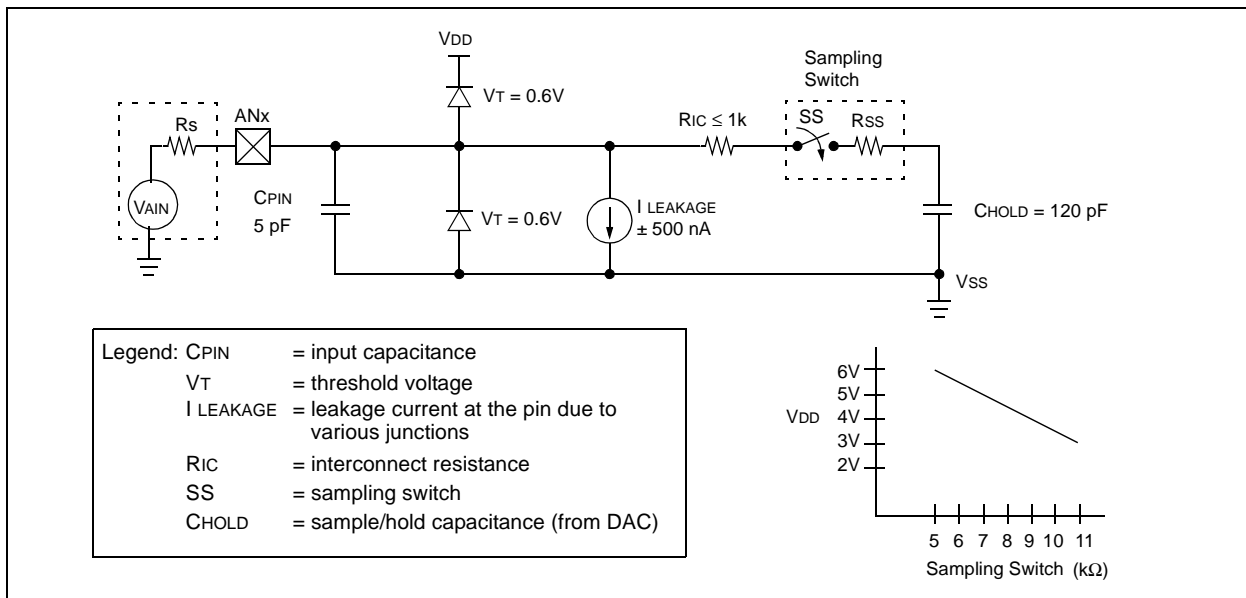 VDD
Sampling
Switch
VT = 0.6V
ANx
RIC ≤ 1k
SS
RSS
Rs
VAIN
CPIN
5 pF
VT = 0.6V
I LEAKAGE
± 500 nA
CHOLD = 120 pF
VSS
Legend: CPIN = input capacitance
VT = threshold voltage
I LEAKAGE = leakage current at the pin due to
various junctions
RIC = interconnect resistance
SS = sampling switch
CHOLD = sample/hold capacitance (from DAC)
6V
5V
VDD 4V
3V
2V
5 6 7 8 9 10 11
Sampling Switch (kΩ)